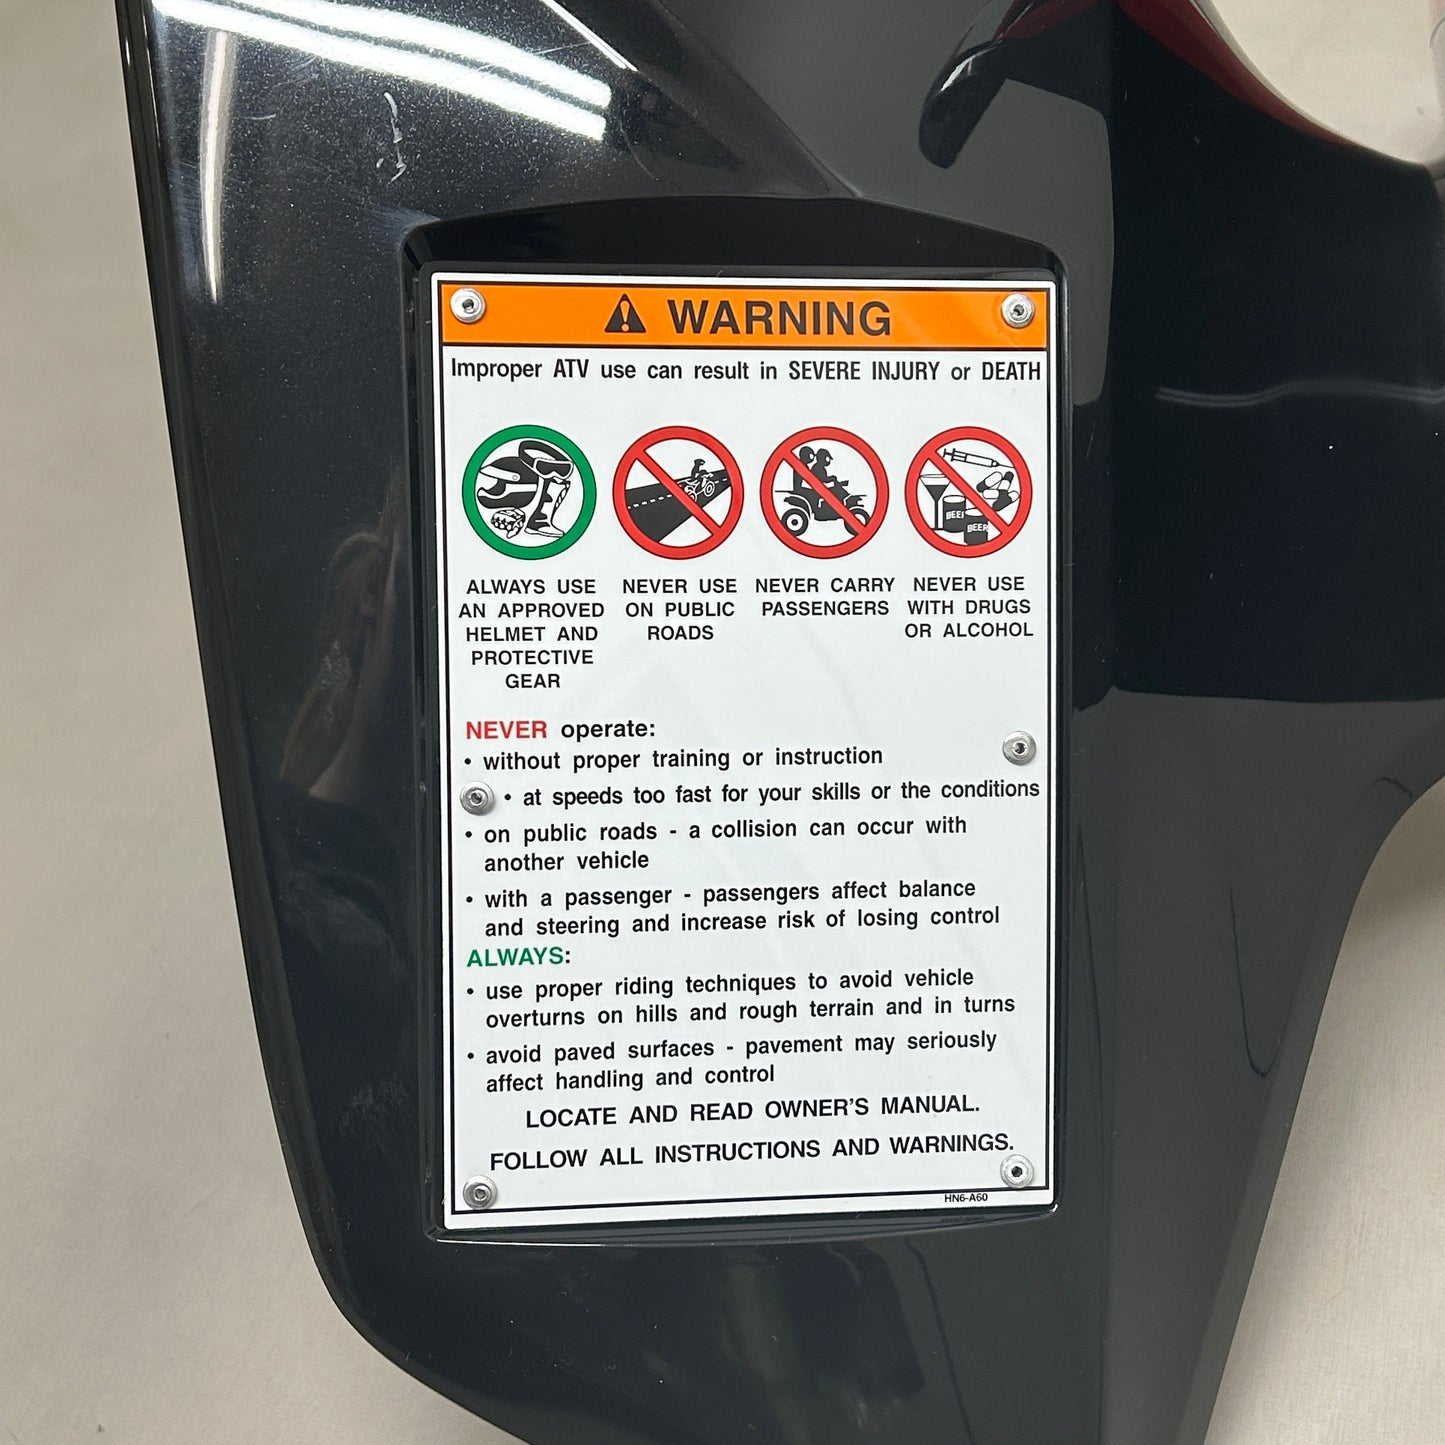 WARNING
Improper ATV use can result in SEVERE INJURY or DEATH
BEER
BEER
ALWAYS USE
AN APPROVED
HELMET AND
PROTECTIVE
GEAR
NEVER USE
ON PUBLIC
ROADS
NEVER CARRY
PASSENGERS
NEVER USE
WITH DRUGS
OR ALCOHOL
NEVER operate:
• without proper training or instruction
• at speeds too fast for your skills or the conditions
• on public roads - a collision can occur with
another vehicle
• with a passenger - passengers affect balance
and steering and increase risk of losing control
ALWAYS:
• use proper riding techniques to avoid vehicle
overturns on hills and rough terrain and in turns
• avoid paved surfaces - pavement may seriously
affect handling and control
LOCATE AND READ OWNER'S MANUAL.
FOLLOW ALL INSTRUCTIONS AND WARNINGS.
HN6-A60